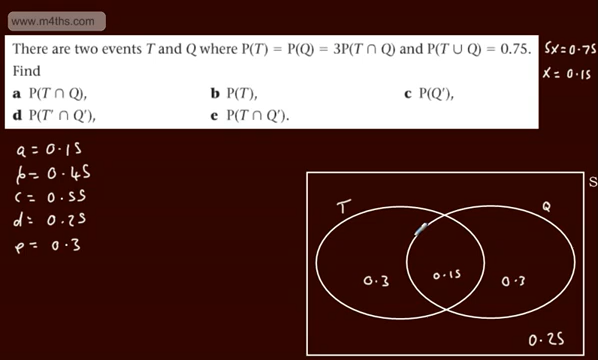 www.m4ths.com
There are two events T and Q where P(T) = P(Q) = 3P(T ∩ Q) and P(T ∪ Q) = 0.75.
Find
a P(T ∩ Q), b P(T), c P(Q′),
d P(T′ ∩ Q′), e P(T ∩ Q′).
5x=0.75
x = 0.15
a = 0.15
b = 0.45
c = 0.55
d = 0.25
e = 0.3
S
T Q
0.3 0.15 0.3
0.25